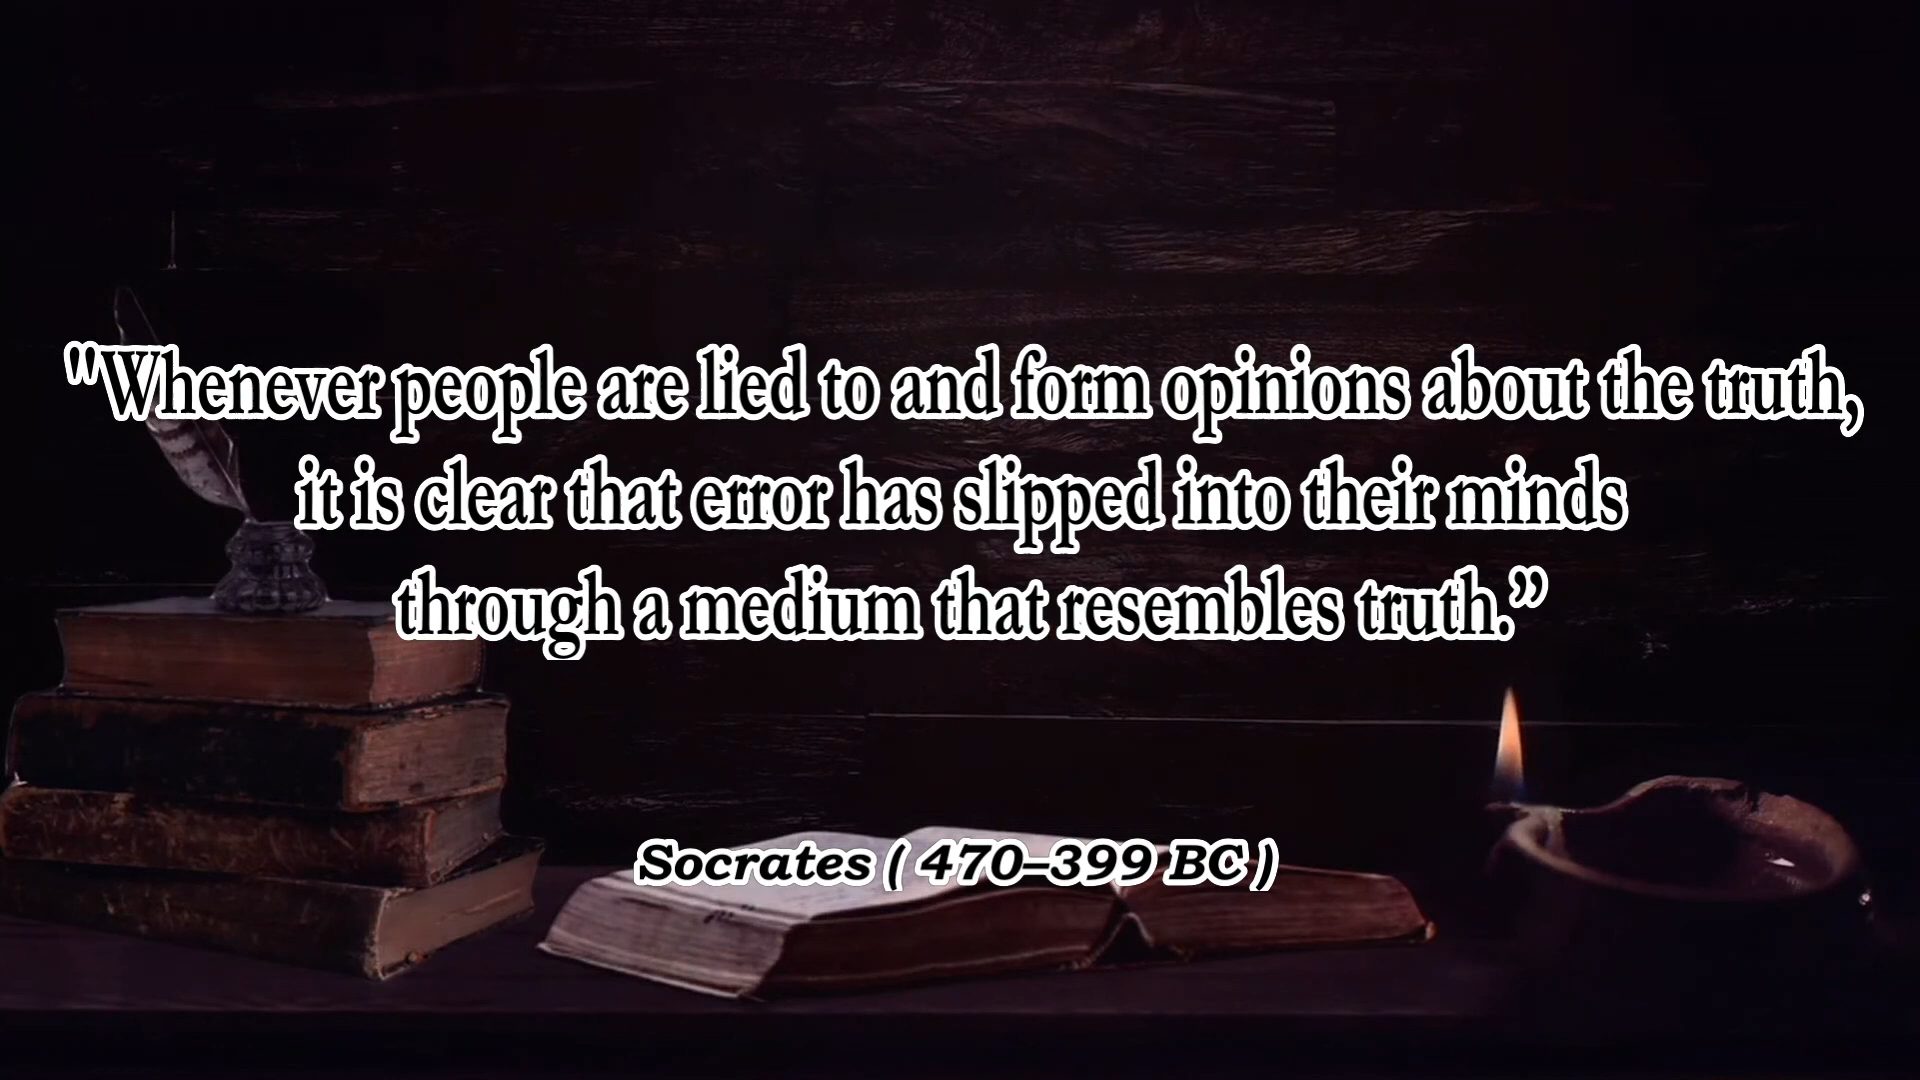 "Whenever people are lied to and form opinions about the truth,
it is clear that error has slipped into their minds
through a medium that resembles truth.”
Socrates ( 470–399 BC )